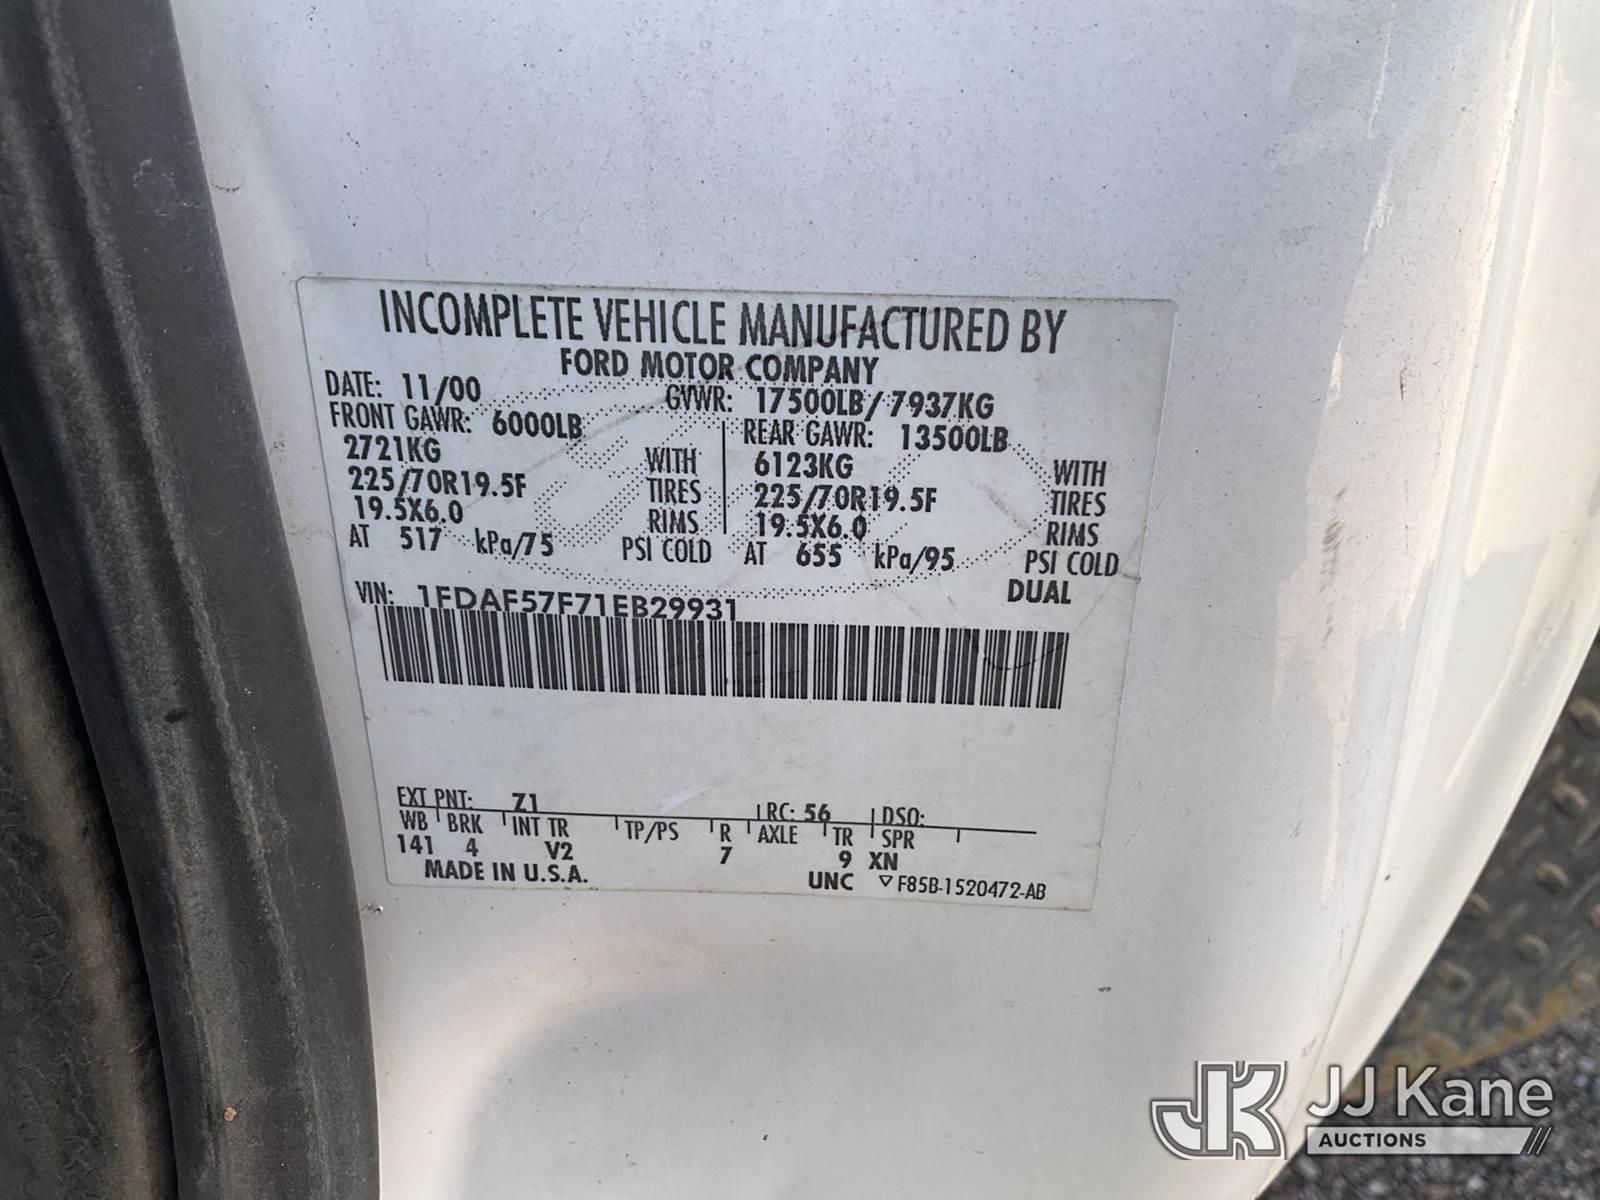 INCOMPLETE VEHICLE MANUFACTURED BY
FORD MOTOR COMPANY
DATE: 11/00 GVWR: 17500LB/ 7937KG
FRONT GAWR: 6000LB REAR GAWR: 13500LB
2721KG WITH 6123KG WITH
225/70R19.5F TIRES 225/70R19.5F TIRES
19.5X6.0 RIMS 19.5X6.0 RIMS
AT 517 kPa/75 PSI COLD AT 655 kPa/95 PSI COLD
DUAL
VIN: 1FDAF57F71EB29931
EXT PNT: Z1 RC: 56 DSO:
WB BRK INT TR TP/PS R AXLE TR SPR
141 4 V2 7 9 XN
MADE IN U.S.A. UNC ▽ F85B-1520472-AB
JK JJ Kane
AUCTIONS